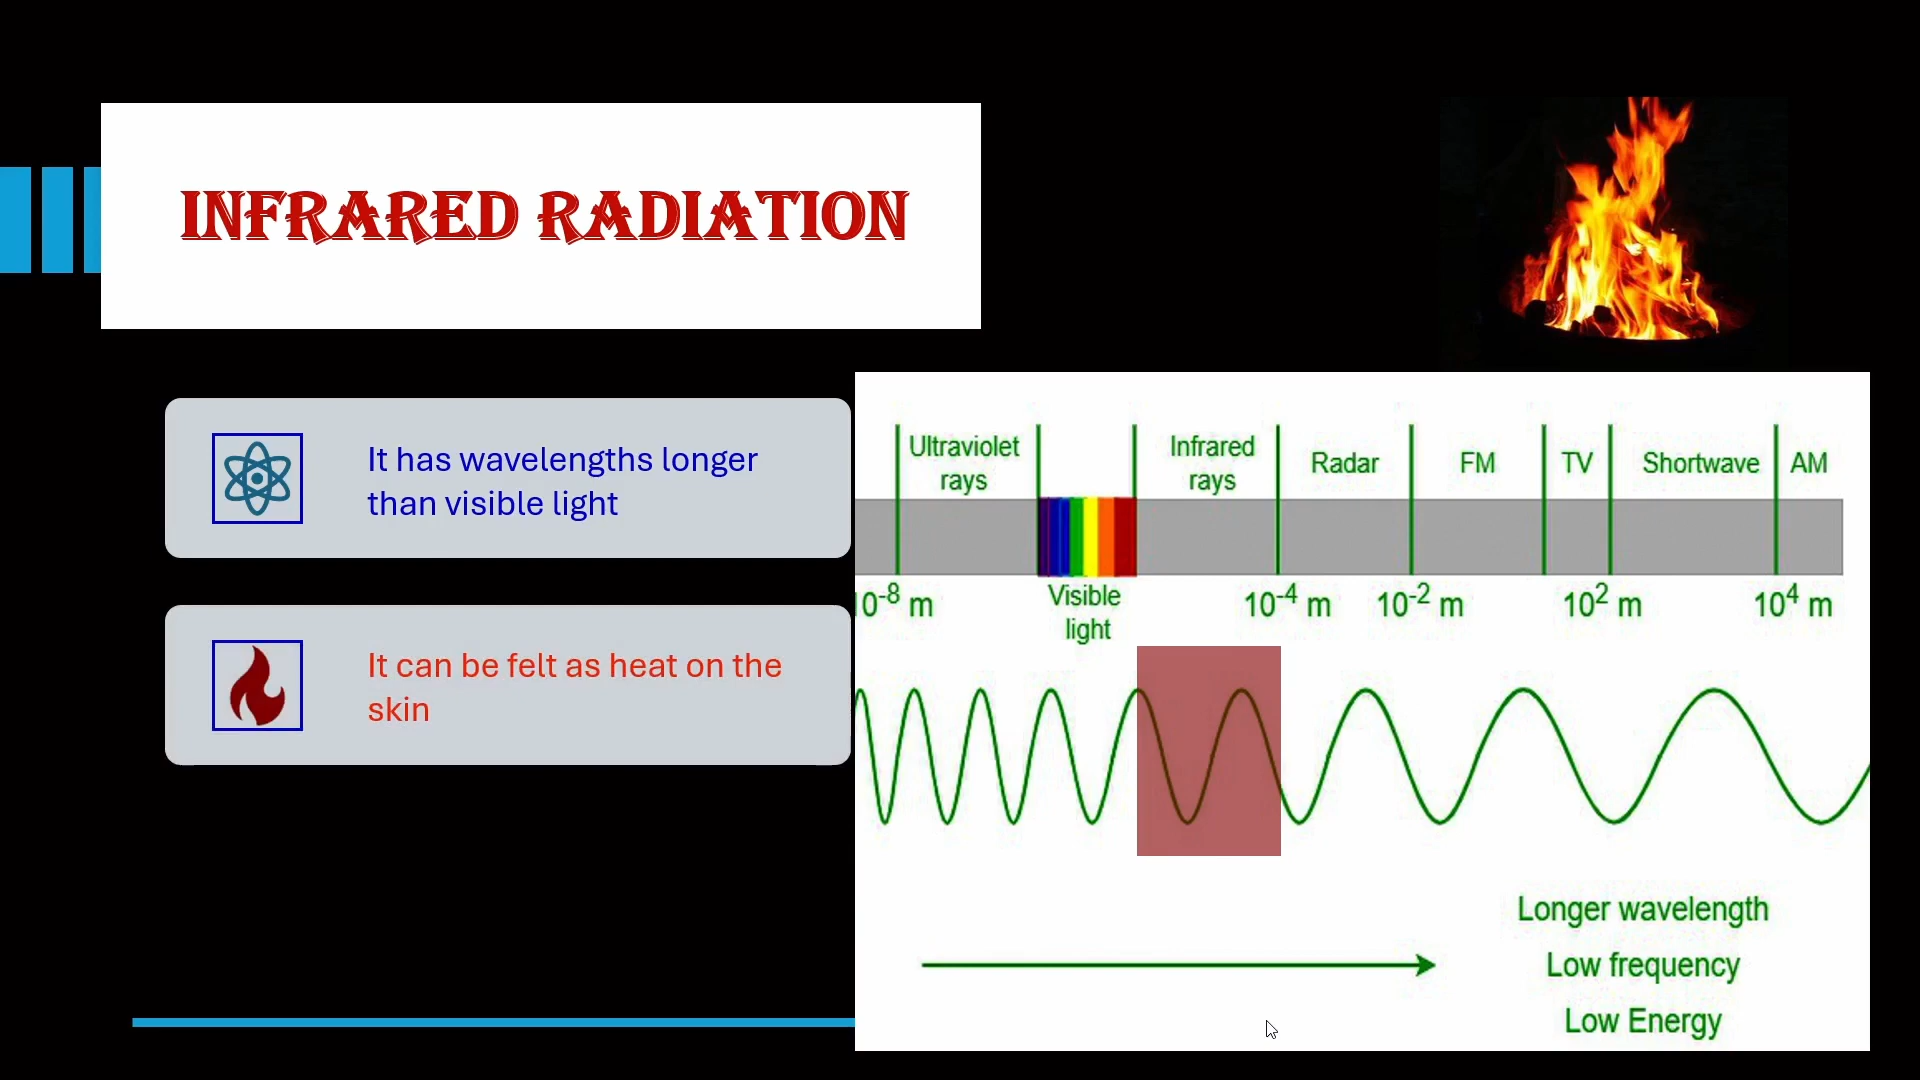 INFRARED RADIATION
It has wavelengths longer
than visible light
It can be felt as heat on the
skin
Ultraviolet
rays
Infrared
rays
Radar
FM
TV
Shortwave
AM
10⁻⁸ m
Visible
light
10⁻⁴ m
10⁻² m
10² m
10⁴ m
Longer wavelength
Low frequency
Low Energy